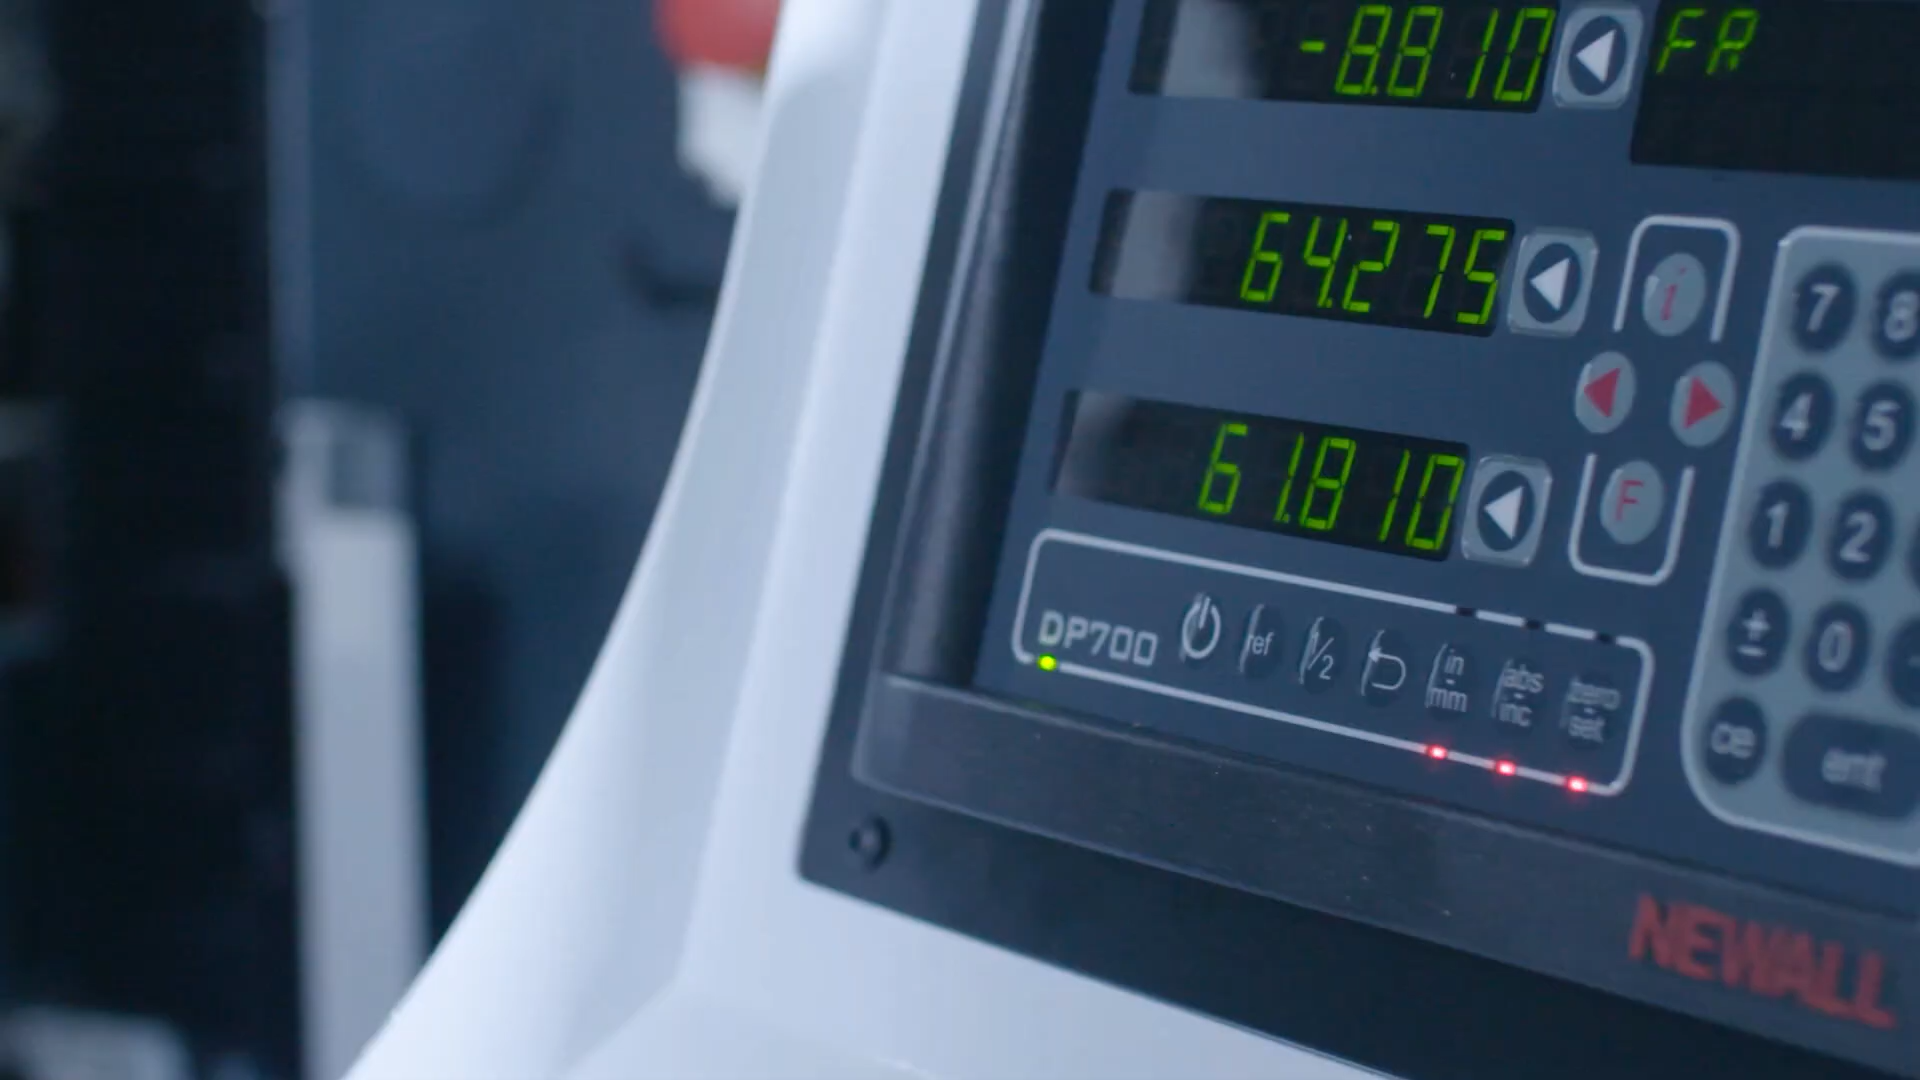 -8.810 FR
64.275
i
7 8
4 5
61.810
F
1 2
DP700 ref 1/2 in mm abs inc zero set
± 0
ce ent
NEWALL